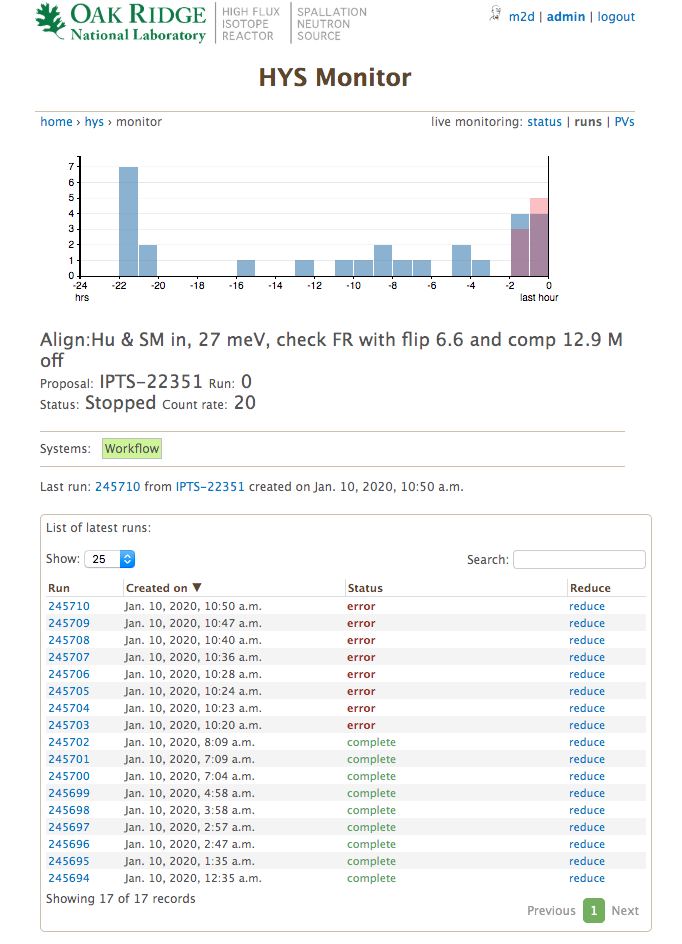 OAK RIDGE
National Laboratory
HIGH FLUX
ISOTOPE
REACTOR
SPALLATION
NEUTRON
SOURCE
m2d | admin | logout
HYS Monitor
home › hys › monitor
live monitoring: status | runs | PVs
7
6
5
4
3
2
1
0
-24 -22 -20 -18 -16 -14 -12 -10 -8 -6 -4 -2 0
hrs last hour
Align:Hu & SM in, 27 meV, check FR with flip 6.6 and comp 12.9 M
off
Proposal: IPTS-22351 Run: 0
Status: Stopped Count rate: 20
Systems: Workflow
Last run: 245710 from IPTS-22351 created on Jan. 10, 2020, 10:50 a.m.
List of latest runs:
Show: 25 Search:
Run Created on ▼ Status Reduce
245710 Jan. 10, 2020, 10:50 a.m. error reduce
245709 Jan. 10, 2020, 10:47 a.m. error reduce
245708 Jan. 10, 2020, 10:40 a.m. error reduce
245707 Jan. 10, 2020, 10:36 a.m. error reduce
245706 Jan. 10, 2020, 10:28 a.m. error reduce
245705 Jan. 10, 2020, 10:24 a.m. error reduce
245704 Jan. 10, 2020, 10:23 a.m. error reduce
245703 Jan. 10, 2020, 10:20 a.m. error reduce
245702 Jan. 10, 2020, 8:09 a.m. complete reduce
245701 Jan. 10, 2020, 7:09 a.m. complete reduce
245700 Jan. 10, 2020, 7:04 a.m. complete reduce
245699 Jan. 10, 2020, 4:58 a.m. complete reduce
245698 Jan. 10, 2020, 3:58 a.m. complete reduce
245697 Jan. 10, 2020, 2:57 a.m. complete reduce
245696 Jan. 10, 2020, 2:47 a.m. complete reduce
245695 Jan. 10, 2020, 1:35 a.m. complete reduce
245694 Jan. 10, 2020, 12:35 a.m. complete reduce
Showing 17 of 17 records
Previous 1 Next